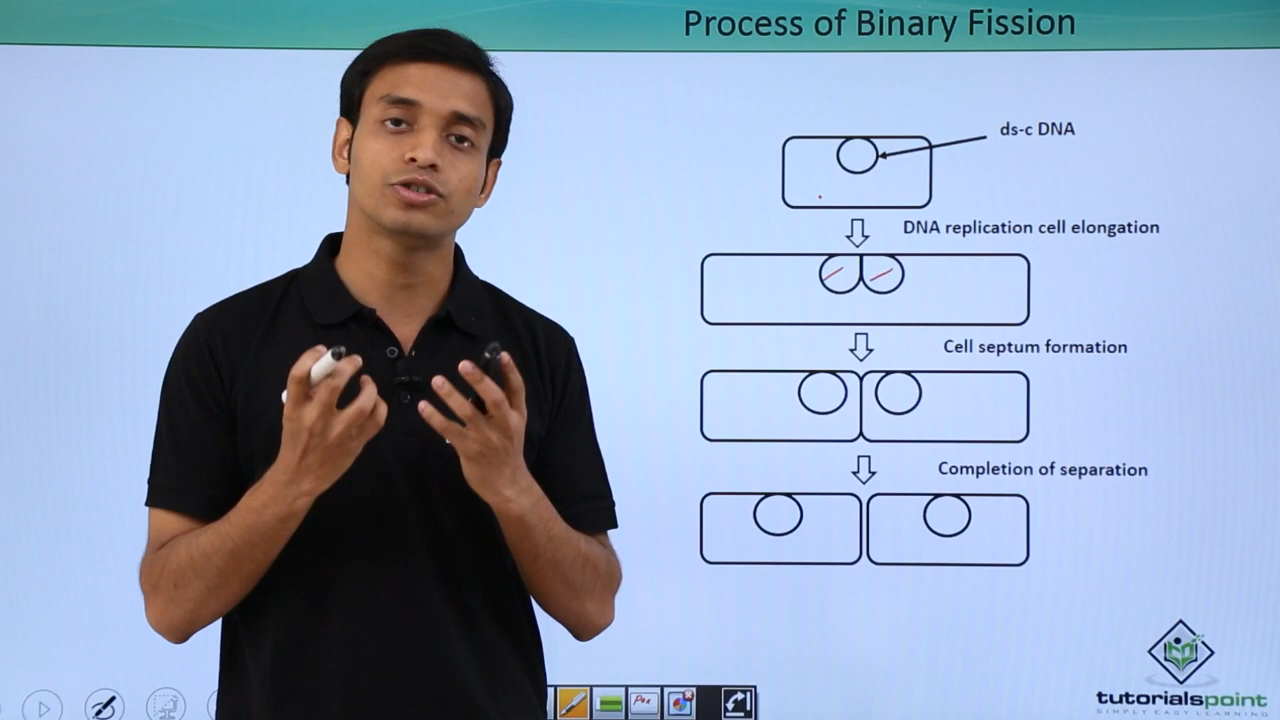 Process of Binary Fission
ds-c DNA
DNA replication cell elongation
Cell septum formation
Completion of separation
tutorialspoint
SIMPLY EASY LEARNING